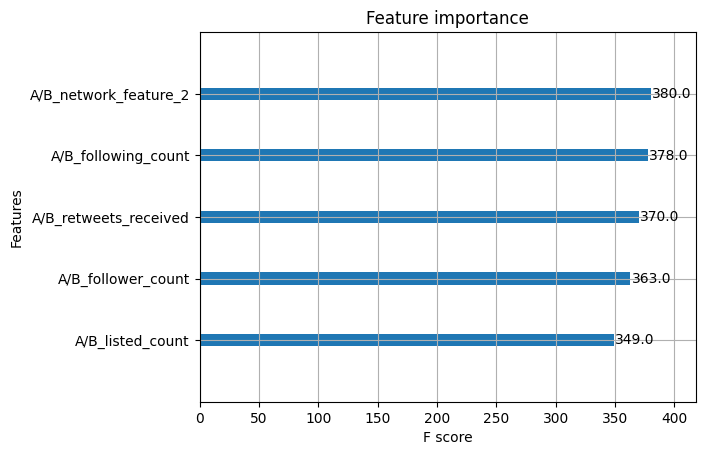 Feature importance
Features
A/B_network_feature_2 380.0
A/B_following_count 378.0
A/B_retweets_received 370.0
A/B_follower_count 363.0
A/B_listed_count 349.0
0 50 100 150 200 250 300 350 400
F score